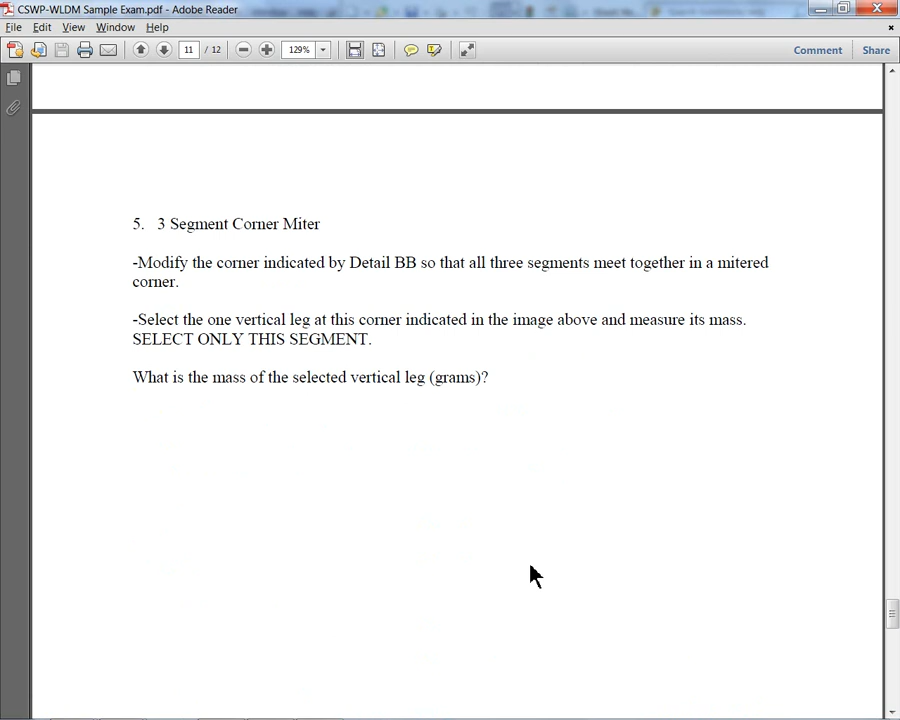 CSWP-WLDM Sample Exam.pdf - Adobe Reader
File Edit View Window Help
11 / 12 129% Comment Share
5. 3 Segment Corner Miter
-Modify the corner indicated by Detail BB so that all three segments meet together in a mitered
corner.
-Select the one vertical leg at this corner indicated in the image above and measure its mass.
SELECT ONLY THIS SEGMENT.
What is the mass of the selected vertical leg (grams)?